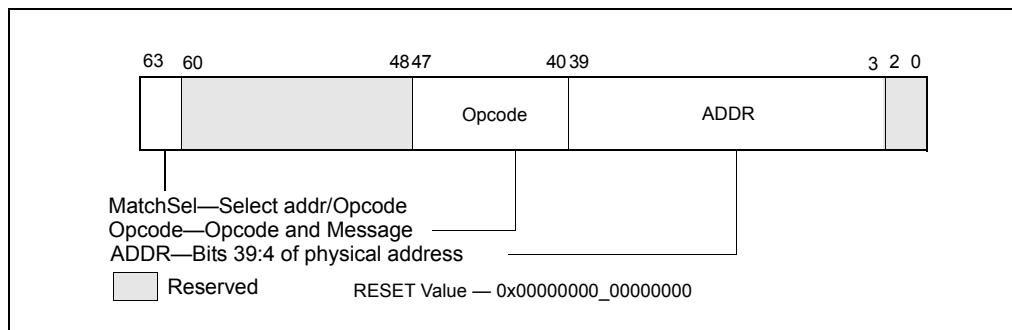 63 60 48 47 40 39 3 2 0
Opcode ADDR
MatchSel—Select addr/Opcode
Opcode—Opcode and Message
ADDR—Bits 39:4 of physical address
Reserved RESET Value — 0x00000000_00000000